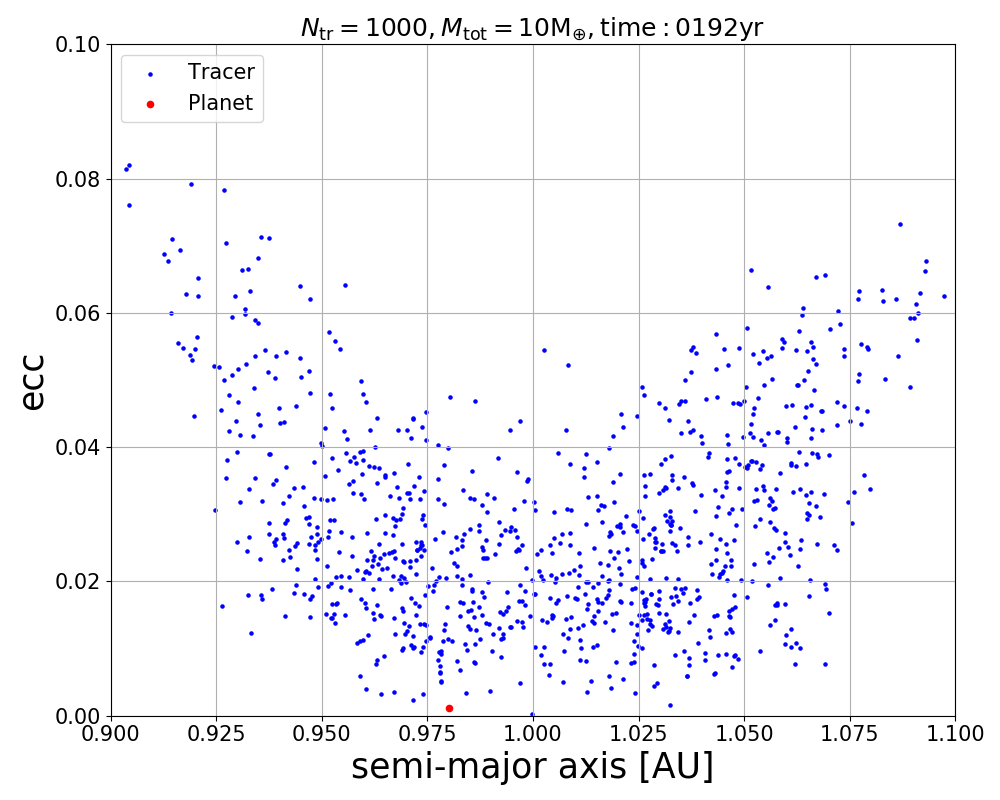 N_tr = 1000, M_tot = 10M_⊕, time : 0192yr
Tracer
Planet
ecc
0.10
0.08
0.06
0.04
0.02
0.00
0.900 0.925 0.950 0.975 1.000 1.025 1.050 1.075 1.100
semi-major axis [AU]